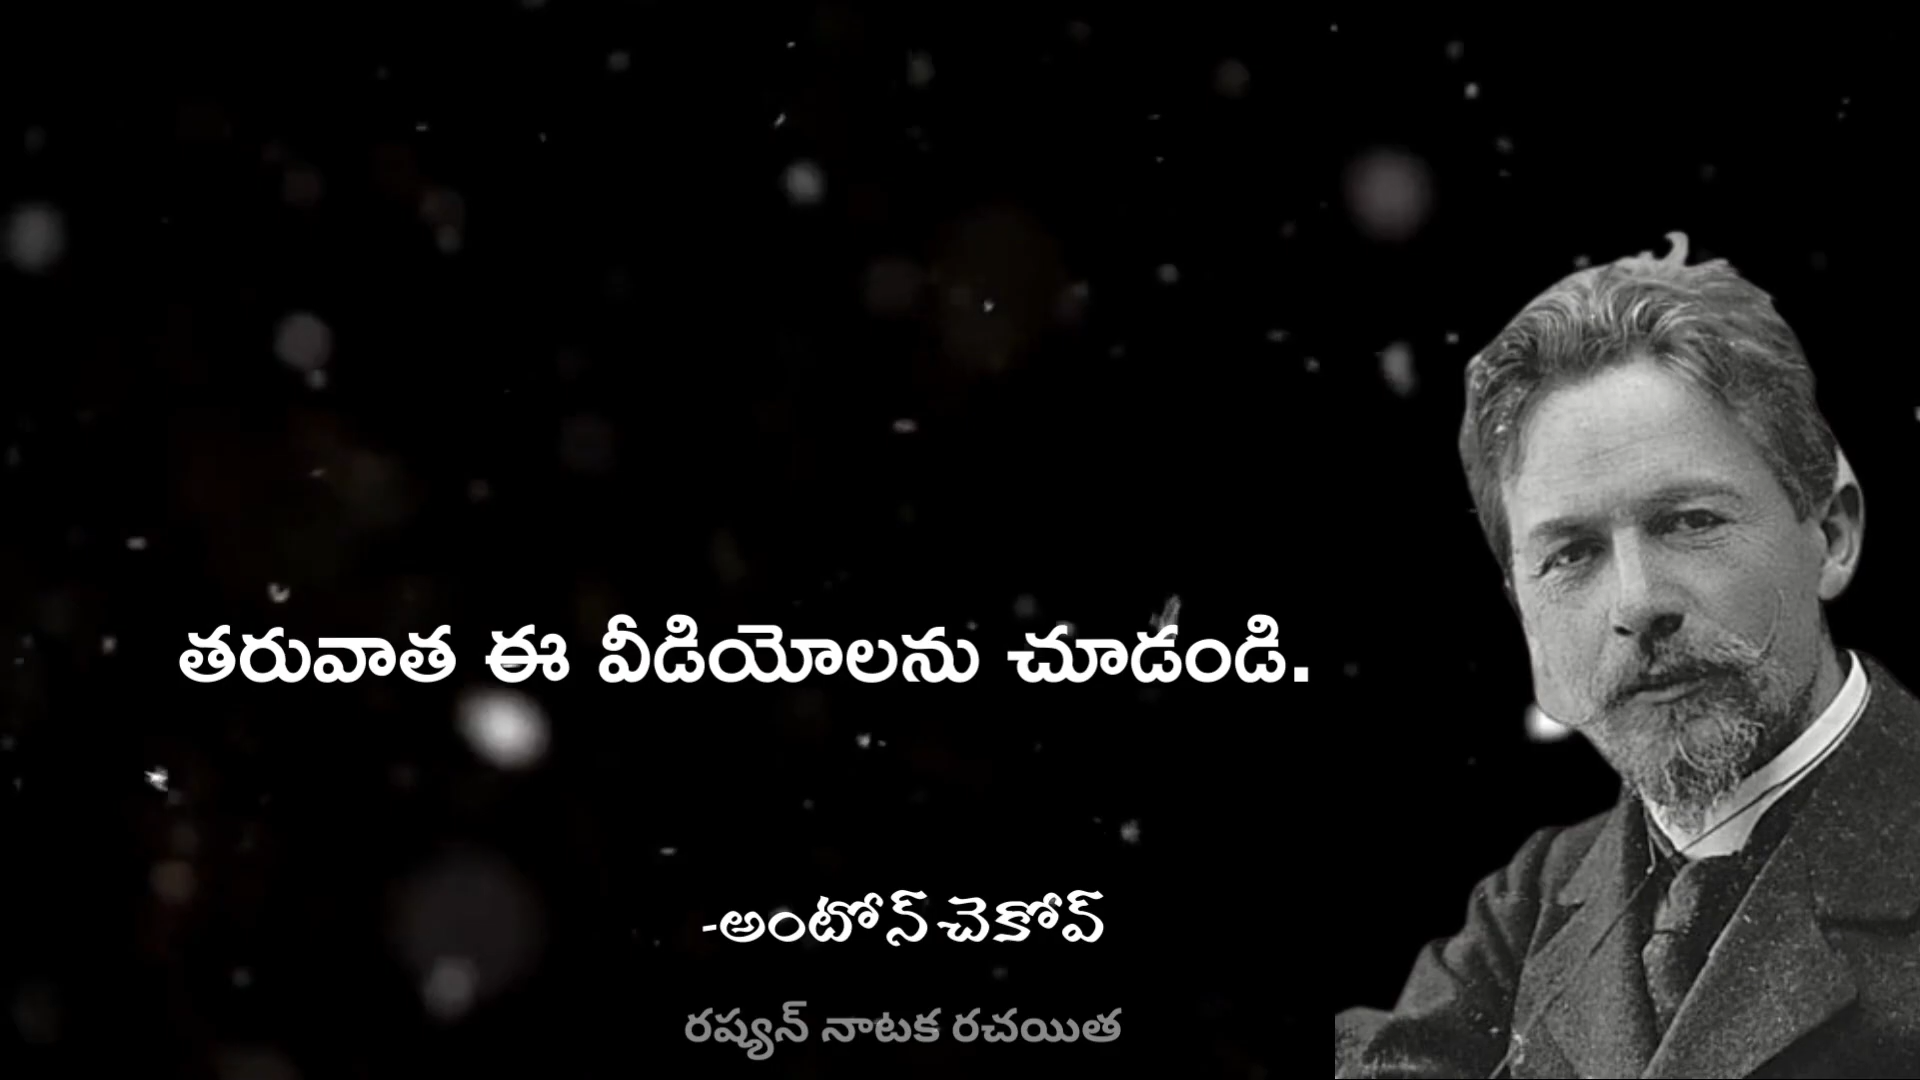 తరువాత ఈ వీడియోలను చూడండి.
-అంటోన్ చెకోవ్
రష్యన్ నాటక రచయిత